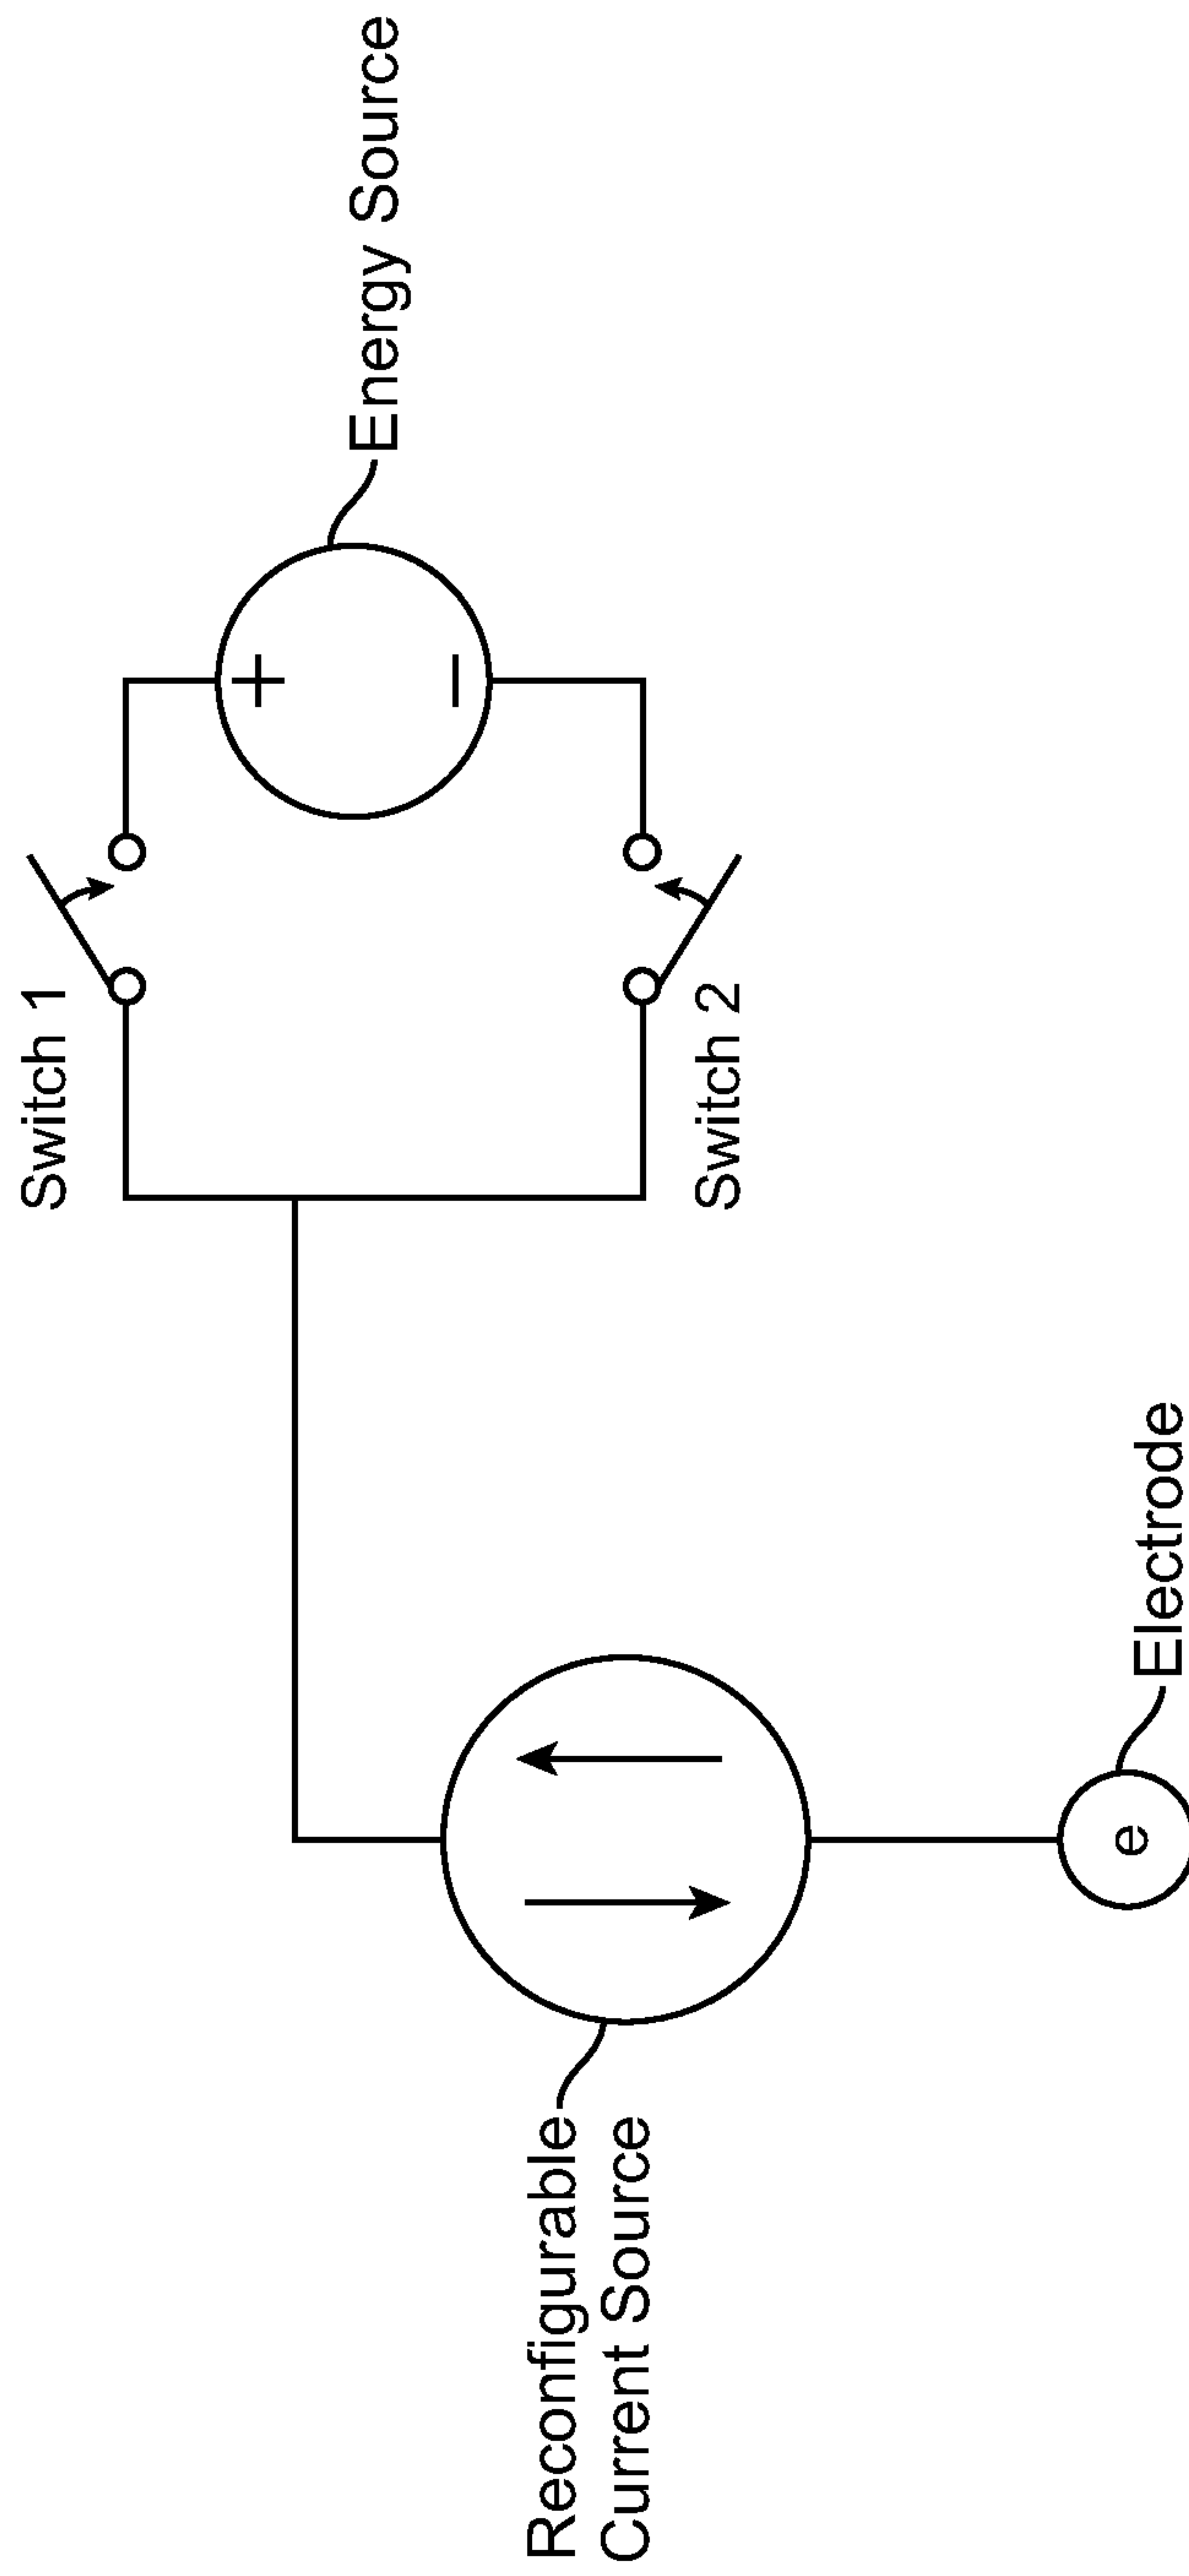 Switch 1
Energy Source
+
−
Switch 2
Reconfigurable
Current Source
e
Electrode